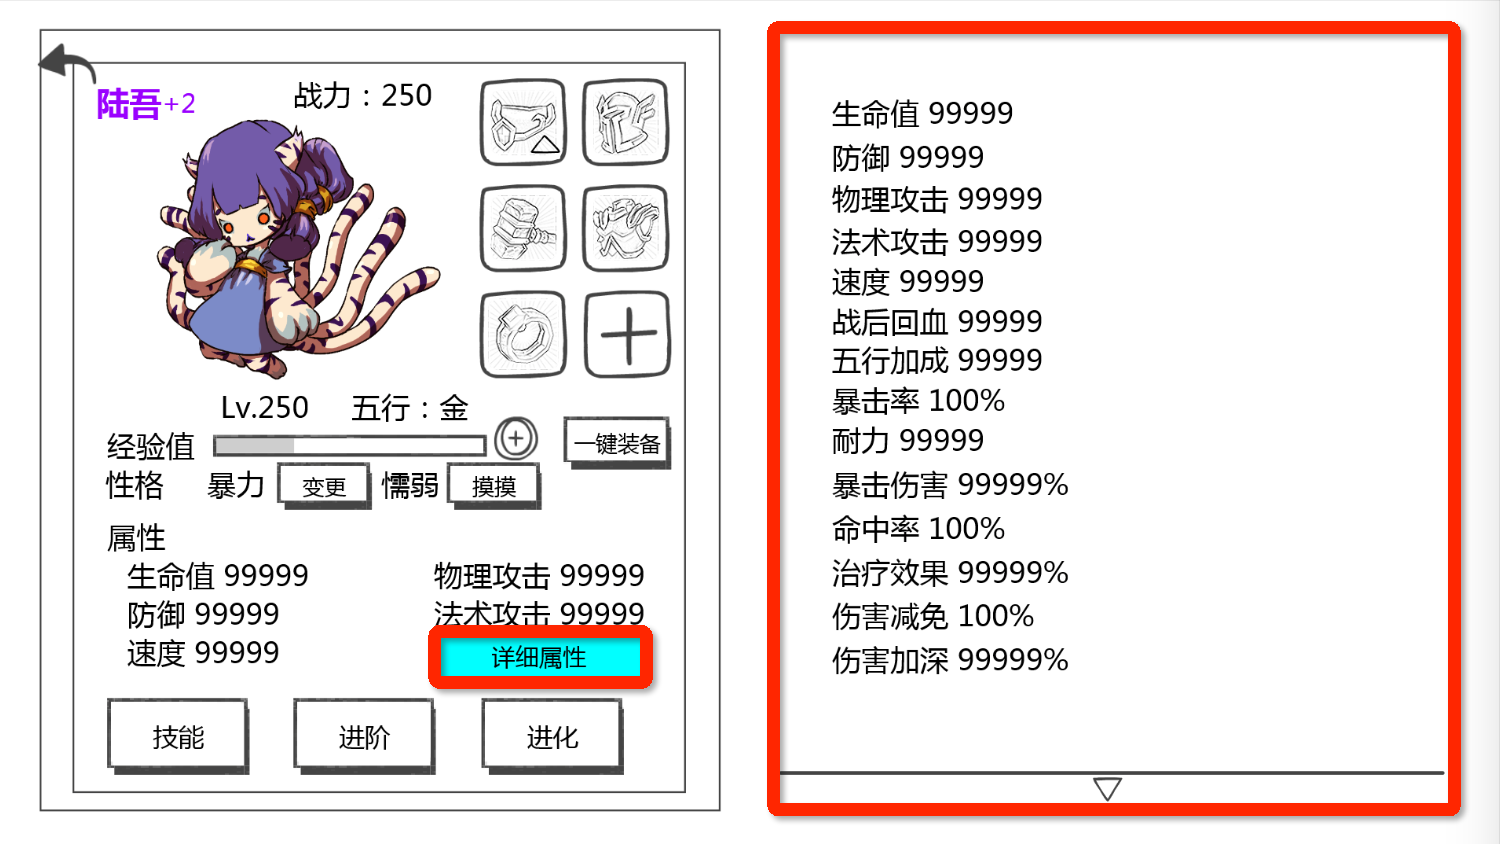 陆吾+2
战力：250
Lv.250 五行：金
经验值
一键装备
性格 暴力 变更 懦弱 摸摸
属性
生命值 99999 物理攻击 99999
防御 99999 法术攻击 99999
速度 99999 详细属性
技能 进阶 进化
生命值 99999
防御 99999
物理攻击 99999
法术攻击 99999
速度 99999
战后回血 99999
五行加成 99999
暴击率 100%
耐力 99999
暴击伤害 99999%
命中率 100%
治疗效果 99999%
伤害减免 100%
伤害加深 99999%